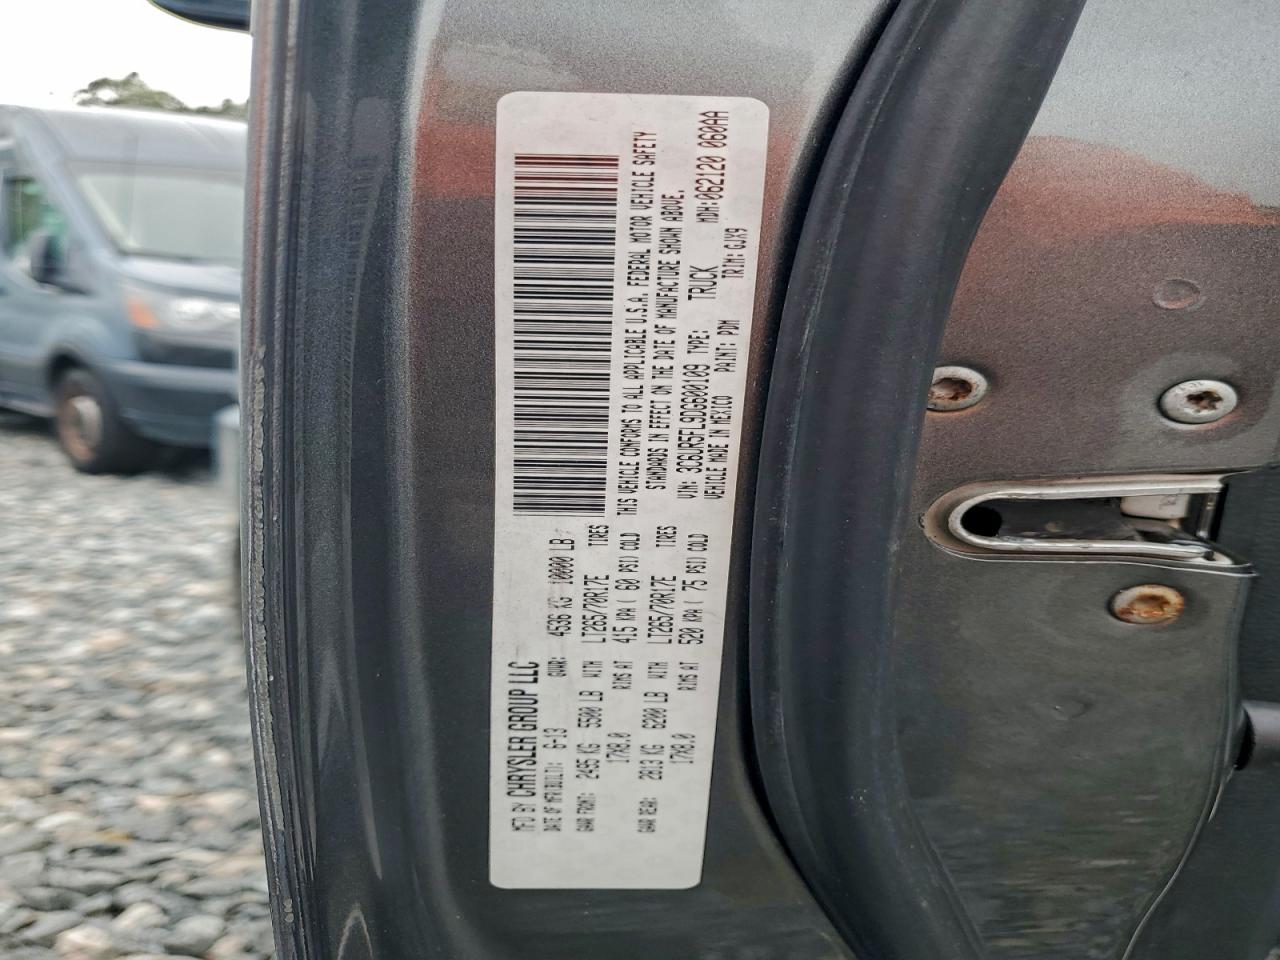 MFD BY CHRYSLER GROUP LLC
DATE OF MFR(BUILT): 6-13 GVWR: 4536 KG 10000 LB
GAWR FRONT: 2495 KG 5500 LB WITH LT265/70R17E TIRES
17X8.0 RIMS AT 415 KPA ( 60 PSI) COLD
GAWR REAR: 2813 KG 6200 LB WITH LT265/70R17E TIRES
17X8.0 RIMS AT 520 KPA ( 75 PSI) COLD
THIS VEHICLE CONFORMS TO ALL APPLICABLE U.S.A. FEDERAL MOTOR VEHICLE SAFETY
STANDARDS IN EFFECT ON THE DATE OF MANUFACTURE SHOWN ABOVE.
VIN: 3C6UR5FL9DG600109 TYPE: TRUCK MDH:062120 060AA
VEHICLE MADE IN MEXICO PAINT: PDM TRIM: GJX9